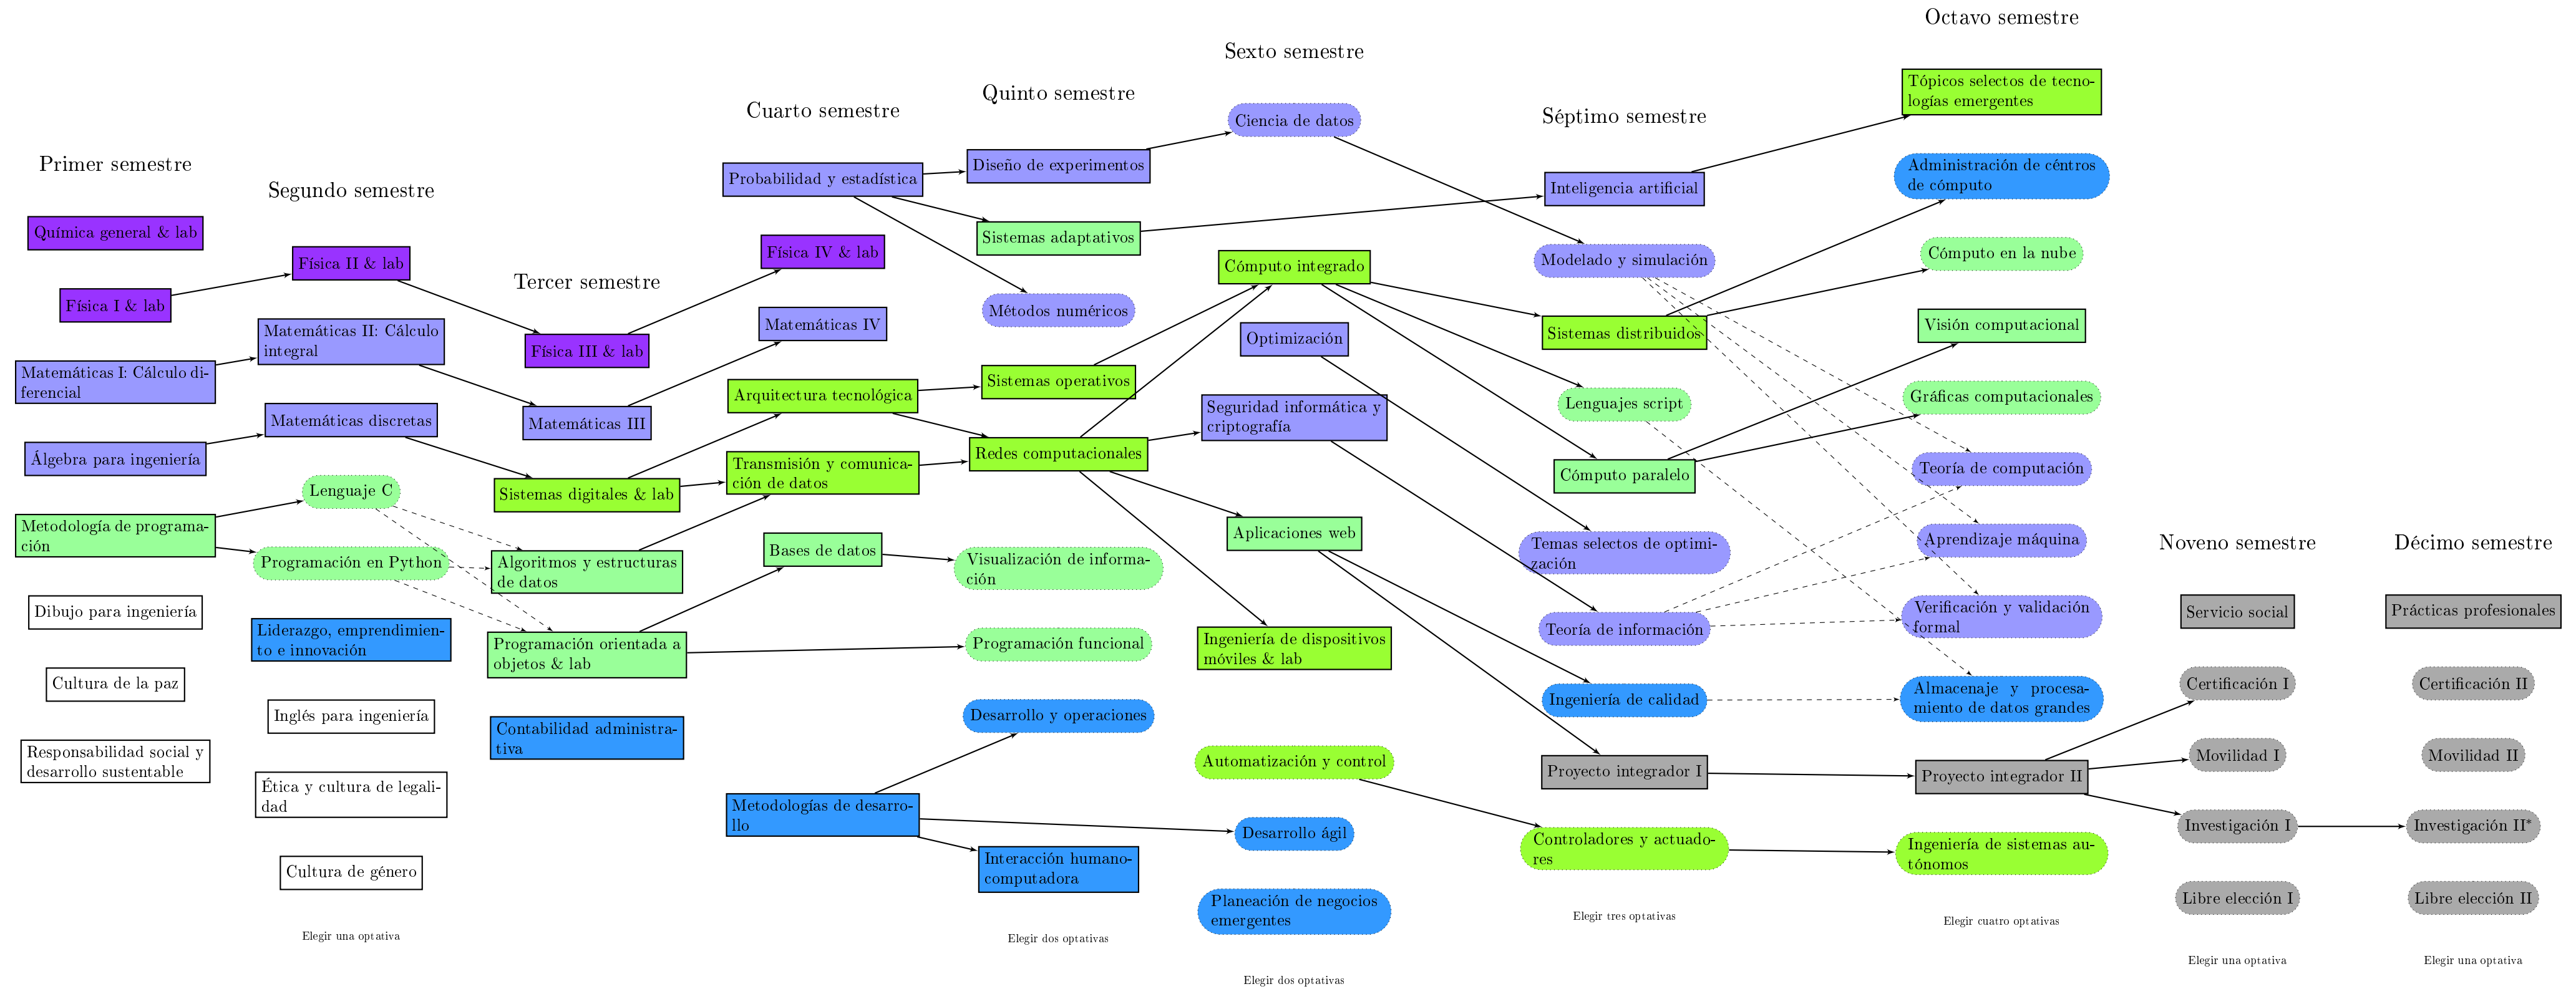 Primer semestre
Química general & lab
Física I & lab
Matemáticas I: Cálculo di-
ferencial
Álgebra para ingeniería
Metodología de programa-
ción
Dibujo para ingeniería
Cultura de la paz
Responsabilidad social y
desarrollo sustentable
Segundo semestre
Física II & lab
Matemáticas II: Cálculo
integral
Matemáticas discretas
Lenguaje C
Programación en Python
Liderazgo, emprendimien-
to e innovación
Inglés para ingeniería
Ética y cultura de legali-
dad
Cultura de género
Elegir una optativa
Tercer semestre
Física III & lab
Matemáticas III
Sistemas digitales & lab
Algoritmos y estructuras
de datos
Programación orientada a
objetos & lab
Contabilidad administra-
tiva
Cuarto semestre
Probabilidad y estadística
Física IV & lab
Matemáticas IV
Arquitectura tecnológica
Transmisión y comunica-
ción de datos
Bases de datos
Metodologías de desarro-
llo
Quinto semestre
Diseño de experimentos
Sistemas adaptativos
Métodos numéricos
Sistemas operativos
Redes computacionales
Visualización de informa-
ción
Programación funcional
Desarrollo y operaciones
Interacción humano-
computadora
Elegir dos optativas
Sexto semestre
Ciencia de datos
Cómputo integrado
Optimización
Seguridad informática y
criptografía
Aplicaciones web
Ingeniería de dispositivos
móviles & lab
Automatización y control
Desarrollo ágil
Planeación de negocios
emergentes
Elegir dos optativas
Séptimo semestre
Inteligencia artificial
Modelado y simulación
Sistemas distribuidos
Lenguajes script
Cómputo paralelo
Temas selectos de optimi-
zación
Teoría de información
Ingeniería de calidad
Proyecto integrador I
Controladores y actuado-
res
Elegir tres optativas
Octavo semestre
Tópicos selectos de tecno-
logías emergentes
Administración de céntros
de cómputo
Cómputo en la nube
Visión computacional
Gráficas computacionales
Teoría de computación
Aprendizaje máquina
Verificación y validación
formal
Almacenaje y procesa-
miento de datos grandes
Proyecto integrador II
Ingeniería de sistemas au-
tónomos
Elegir cuatro optativas
Noveno semestre
Servicio social
Certificación I
Movilidad I
Investigación I
Libre elección I
Elegir una optativa
Décimo semestre
Prácticas profesionales
Certificación II
Movilidad II
Investigación II*
Libre elección II
Elegir una optativa